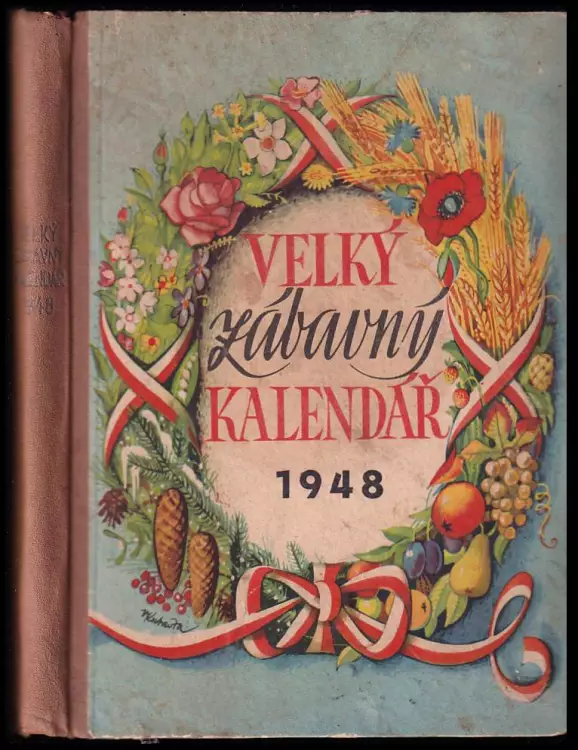 VELKÝ
zábavný
KALENDÁŘ
1948
VELKÝ
ZÁBAVNÝ
KALENDÁŘ
1948